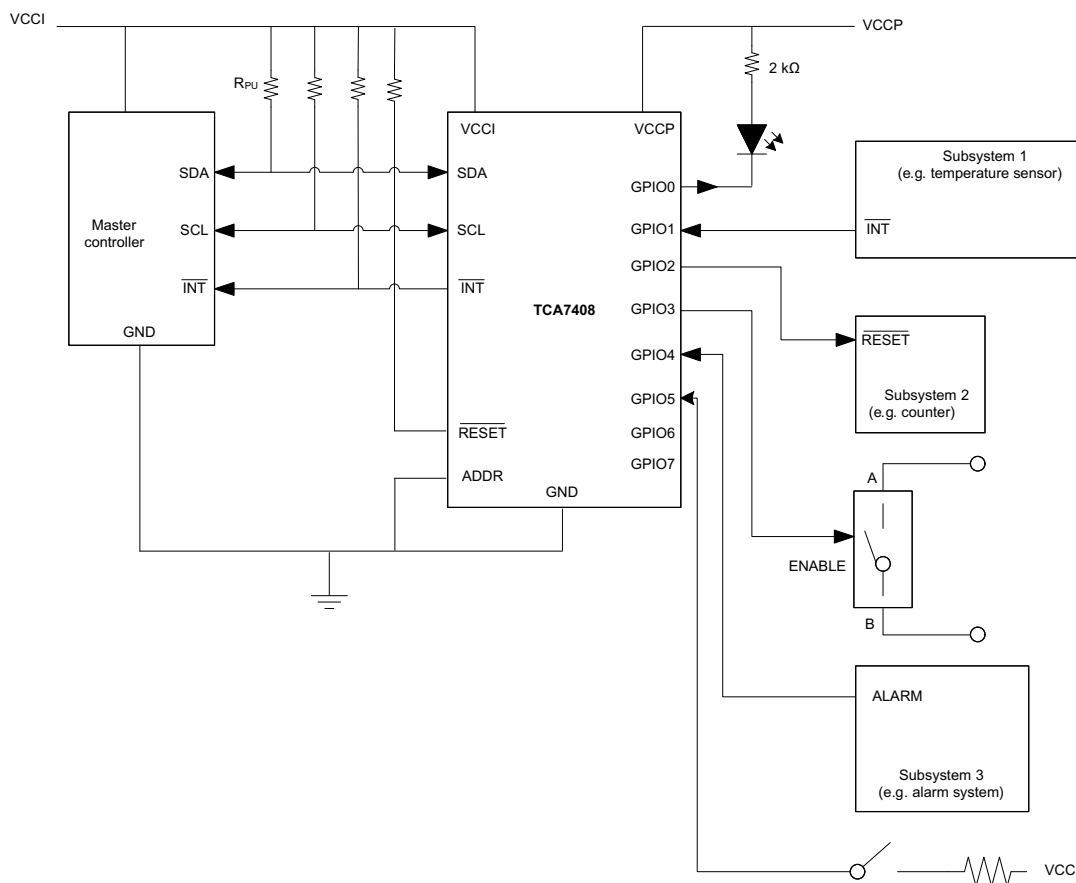 VCCI
VCCP
R_PU
2 kΩ
VCCI
VCCP
SDA
SDA
GPIO0
Subsystem 1
(e.g. temperature sensor)
Master
controller
SCL
SCL
GPIO1
INT
INT
INT
GPIO2
TCA7408
GPIO3
GND
GPIO4
RESET
GPIO5
Subsystem 2
(e.g. counter)
RESET
GPIO6
ADDR
GPIO7
GND
A
ENABLE
B
ALARM
Subsystem 3
(e.g. alarm system)
VCC